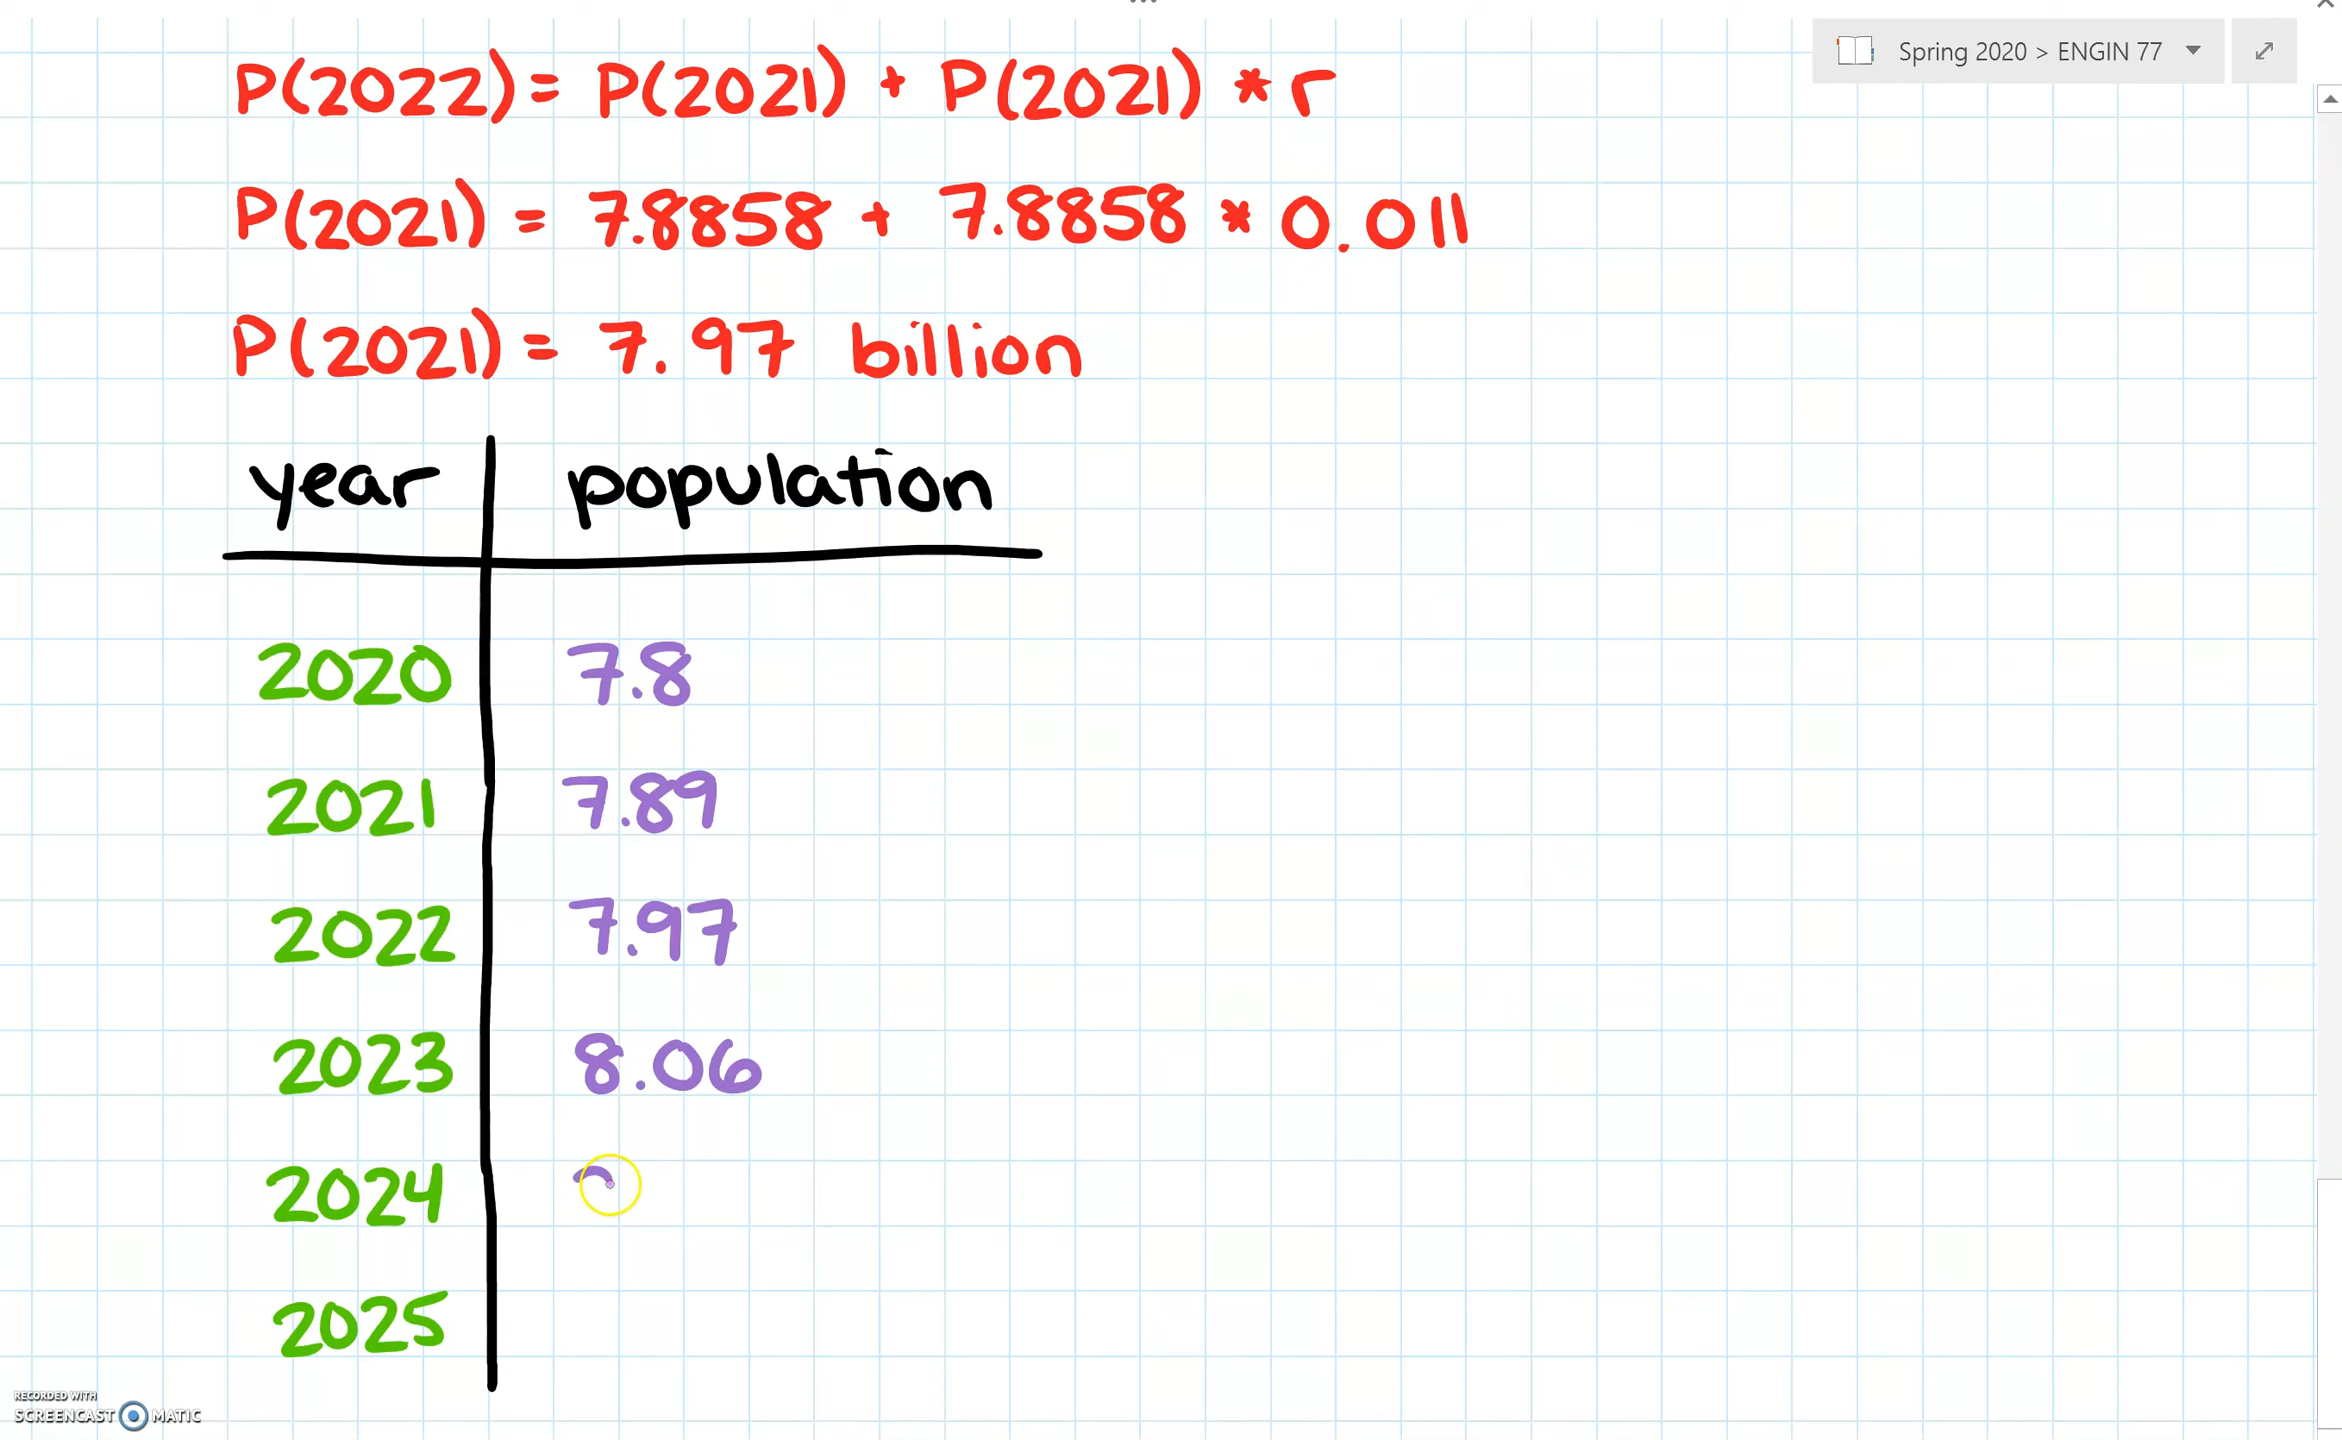 Spring 2020 > ENGIN 77
P(2022) = P(2021) + P(2021) * r
P(2021) = 7.8858 + 7.8858 * 0.011
P(2021) = 7.97 billion
year population
2020 7.8
2021 7.89
2022 7.97
2023 8.06
2024
2025
RECORDED WITH
SCREENCAST MATIC